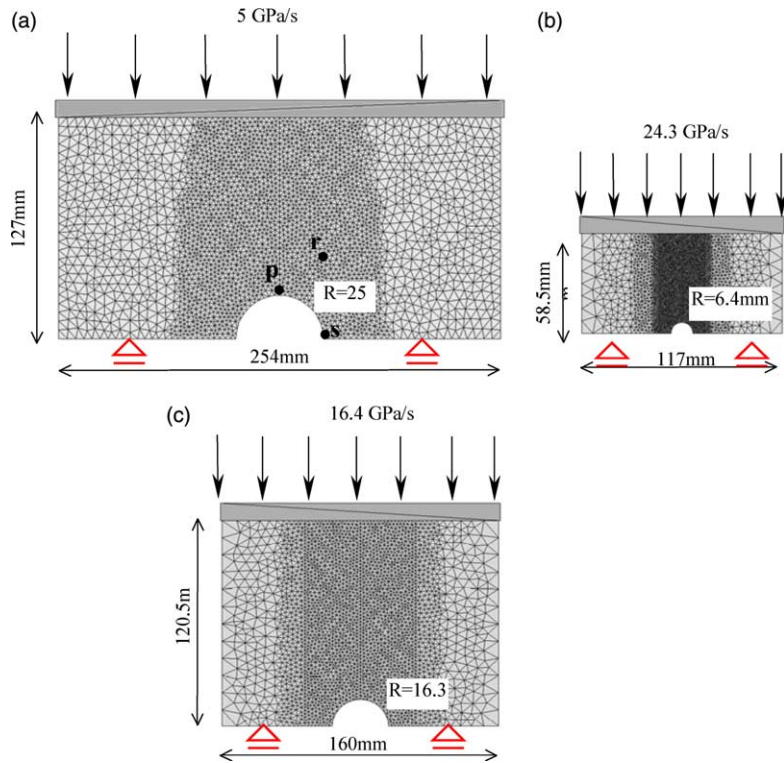 (a)
5 GPa/s
127mm
r
p
R=25
s
254mm
(b)
24.3 GPa/s
58.5mm
R=6.4mm
117mm
(c)
16.4 GPa/s
120.5m
R=16.3
160mm